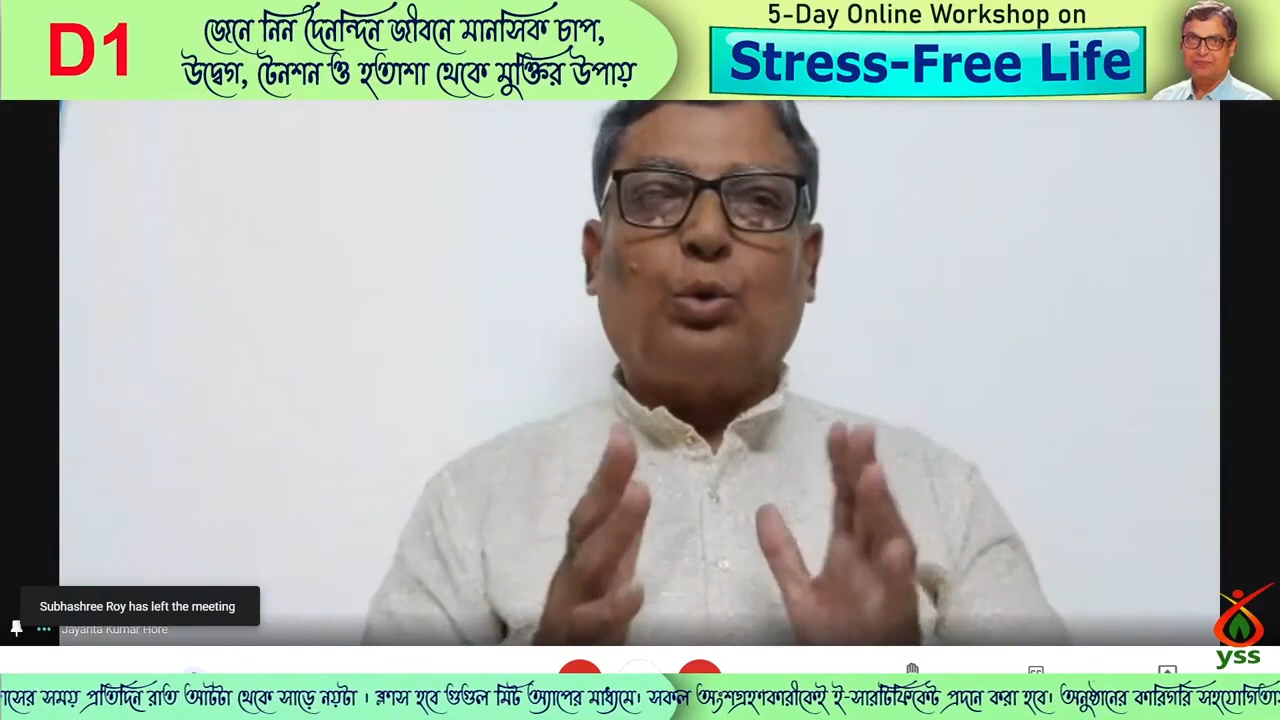 D1
জেনে নিন দৈনন্দিন জীবনে মানসিক চাপ,
উদ্বেগ, টেনশন ও হতাশা থেকে মুক্তির উপায়
5-Day Online Workshop on
Stress-Free Life
Subhashree Roy has left the meeting
Jayanta Kumar Hore
yss
সময় প্রতিদিন রাত আটটা থেকে সাড়ে নয়টা । ক্লাস হবে গুগুল মিট অ্যাপের মাধ্যমে। সকল অংশগ্রহণকারীকেই ই-সারটিফিকেট প্রদান করা হবে। অনুষ্ঠানের কারিগরি